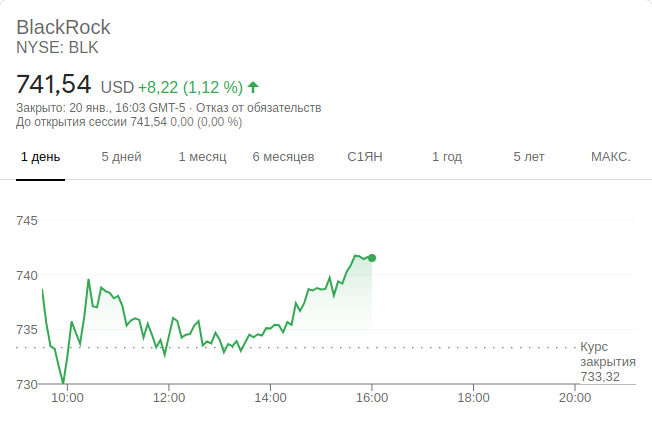 BlackRock
NYSE: BLK
741,54 USD +8,22 (1,12 %)
Закрыто: 20 янв., 16:03 GMT-5 · Отказ от обязательств
До открытия сессии 741,54 0,00 (0,00 %)
1 день 5 дней 1 месяц 6 месяцев С1ЯН 1 год 5 лет МАКС.
745
740
735
730
Курс
закрытия
733,32
10:00 12:00 14:00 16:00 18:00 20:00